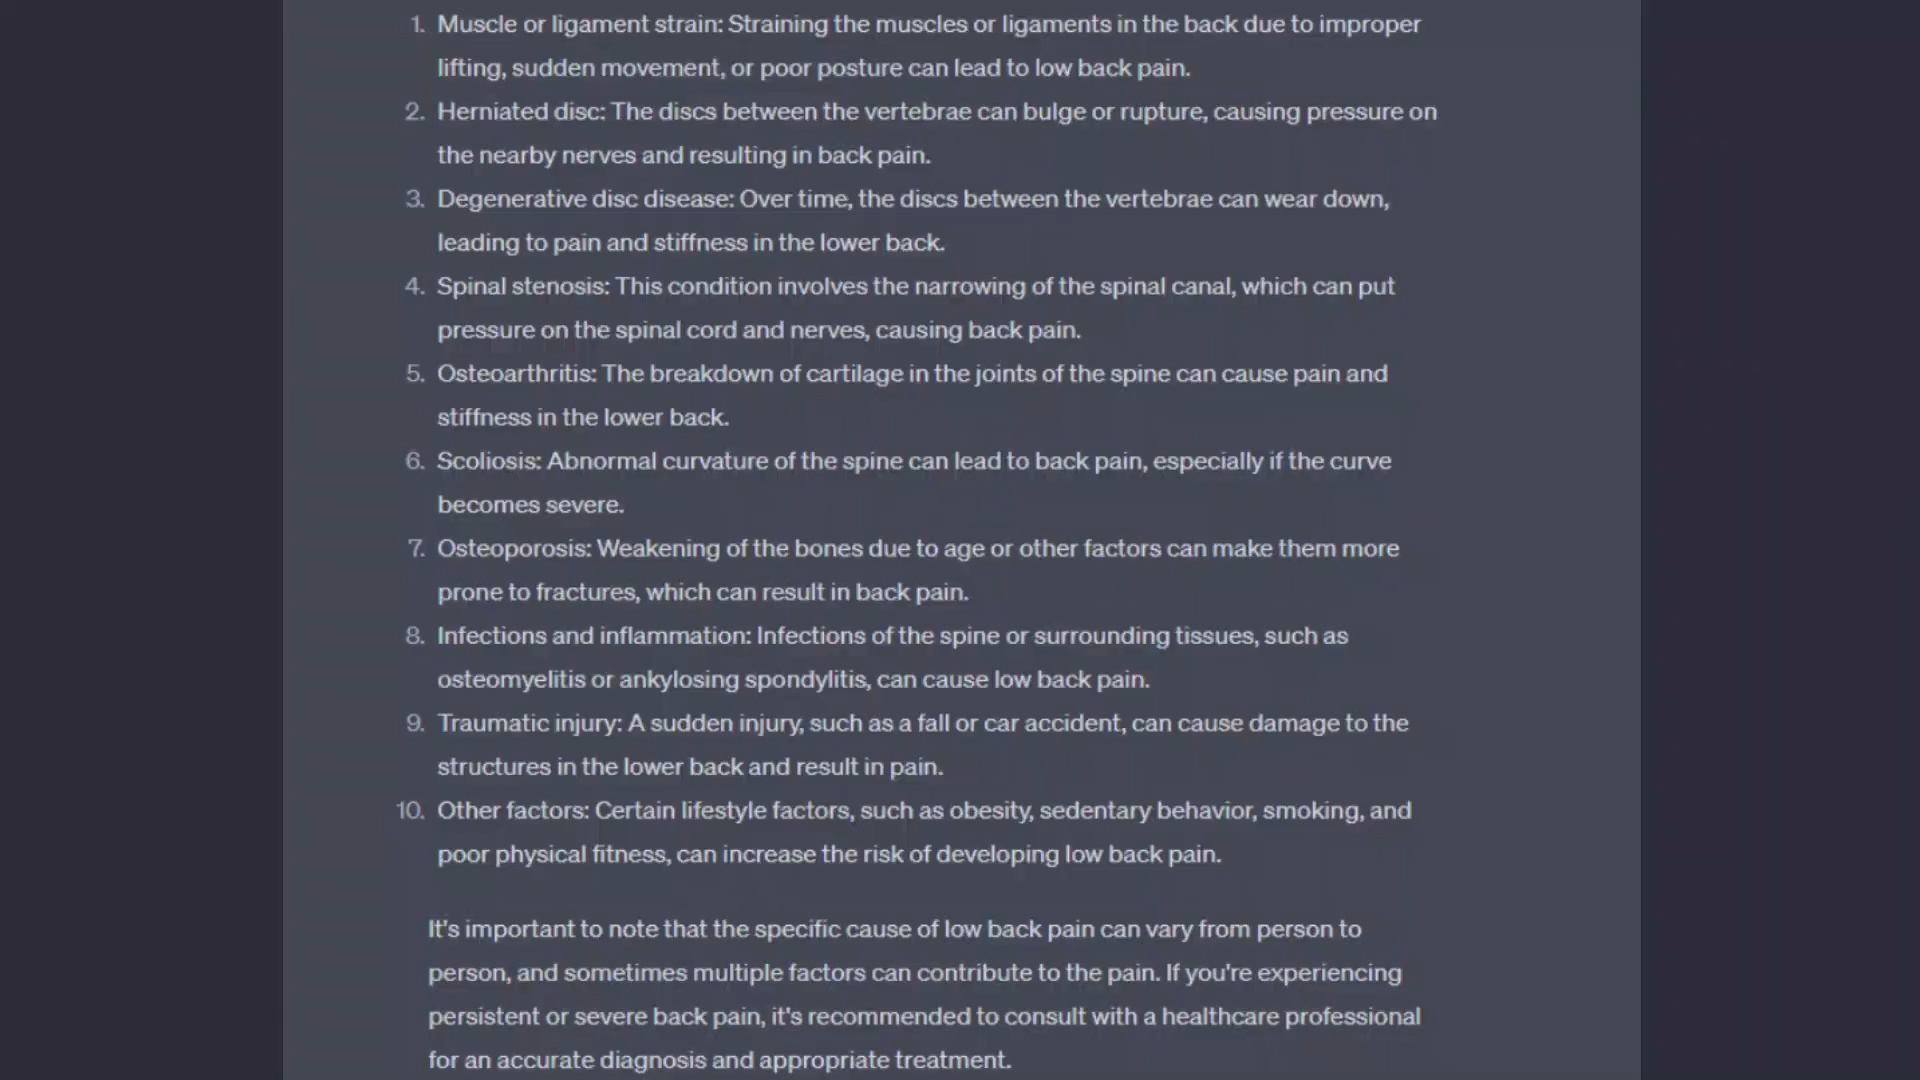 1. Muscle or ligament strain: Straining the muscles or ligaments in the back due to improper
lifting, sudden movement, or poor posture can lead to low back pain.
2. Herniated disc: The discs between the vertebrae can bulge or rupture, causing pressure on
the nearby nerves and resulting in back pain.
3. Degenerative disc disease: Over time, the discs between the vertebrae can wear down,
leading to pain and stiffness in the lower back.
4. Spinal stenosis: This condition involves the narrowing of the spinal canal, which can put
pressure on the spinal cord and nerves, causing back pain.
5. Osteoarthritis: The breakdown of cartilage in the joints of the spine can cause pain and
stiffness in the lower back.
6. Scoliosis: Abnormal curvature of the spine can lead to back pain, especially if the curve
becomes severe.
7. Osteoporosis: Weakening of the bones due to age or other factors can make them more
prone to fractures, which can result in back pain.
8. Infections and inflammation: Infections of the spine or surrounding tissues, such as
osteomyelitis or ankylosing spondylitis, can cause low back pain.
9. Traumatic injury: A sudden injury, such as a fall or car accident, can cause damage to the
structures in the lower back and result in pain.
10. Other factors: Certain lifestyle factors, such as obesity, sedentary behavior, smoking, and
poor physical fitness, can increase the risk of developing low back pain.
It's important to note that the specific cause of low back pain can vary from person to
person, and sometimes multiple factors can contribute to the pain. If you're experiencing
persistent or severe back pain, it's recommended to consult with a healthcare professional
for an accurate diagnosis and appropriate treatment.